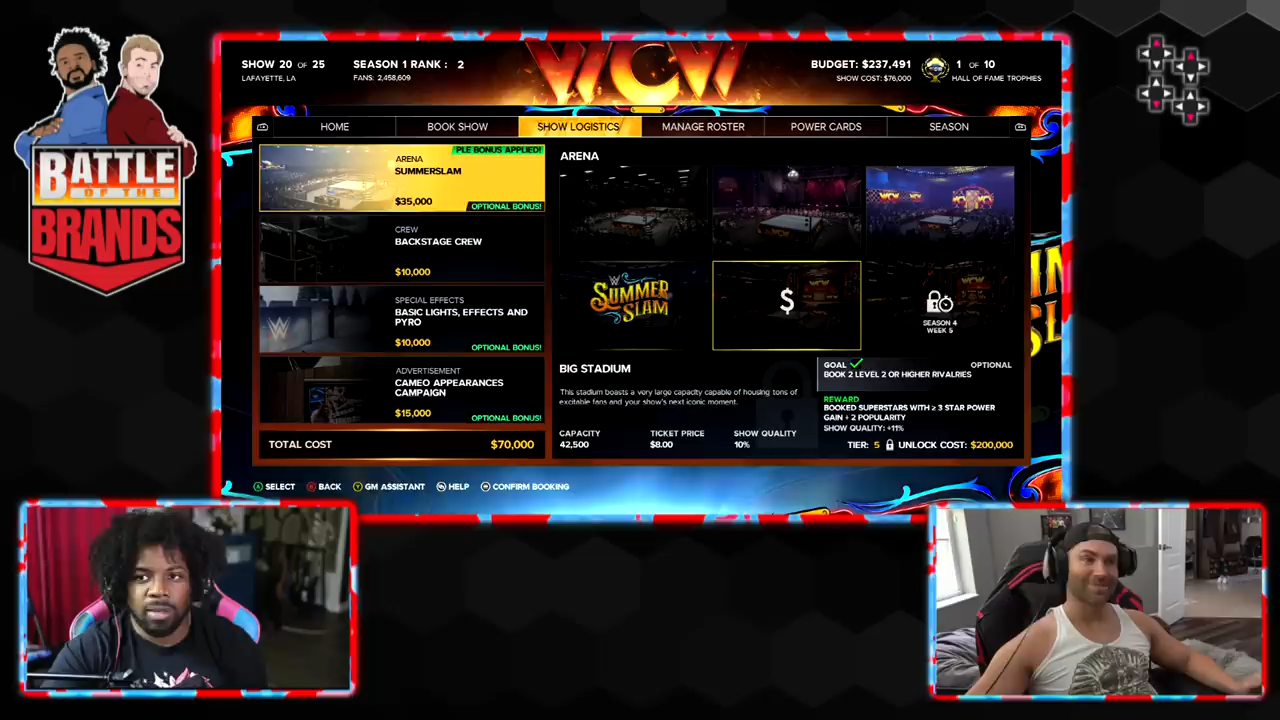 BATTLE
OF THE
BRANDS
SHOW 20 OF 25
LAFAYETTE, LA
SEASON 1 RANK : 2
FANS: 2,458,609
WCW
BUDGET: $237,491
SHOW COST: $76,000
1 OF 10
HALL OF FAME TROPHIES
HOME
BOOK SHOW
SHOW LOGISTICS
MANAGE ROSTER
POWER CARDS
SEASON
PLE BONUS APPLIED!
ARENA
SUMMERSLAM
$35,000
OPTIONAL BONUS!
CREW
BACKSTAGE CREW
$10,000
SPECIAL EFFECTS
BASIC LIGHTS, EFFECTS AND
PYRO
$10,000
OPTIONAL BONUS!
ADVERTISEMENT
CAMEO APPEARANCES
CAMPAIGN
$15,000
OPTIONAL BONUS!
TOTAL COST $70,000
ARENA
SUMMER
SLAM
$
SEASON 4
WEEK 5
BIG STADIUM
This stadium boasts a very large capacity capable of housing tons of
excitable fans and your show's next iconic moment.
CAPACITY
42,500
TICKET PRICE
$8.00
SHOW QUALITY
10%
GOAL OPTIONAL
BOOK 2 LEVEL 2 OR HIGHER RIVALRIES
REWARD
BOOKED SUPERSTARS WITH ≥ 3 STAR POWER
GAIN + 2 POPULARITY
SHOW QUALITY: +11%
TIER: 5 UNLOCK COST: $200,000
A SELECT
B BACK
Y GM ASSISTANT
HELP
CONFIRM BOOKING